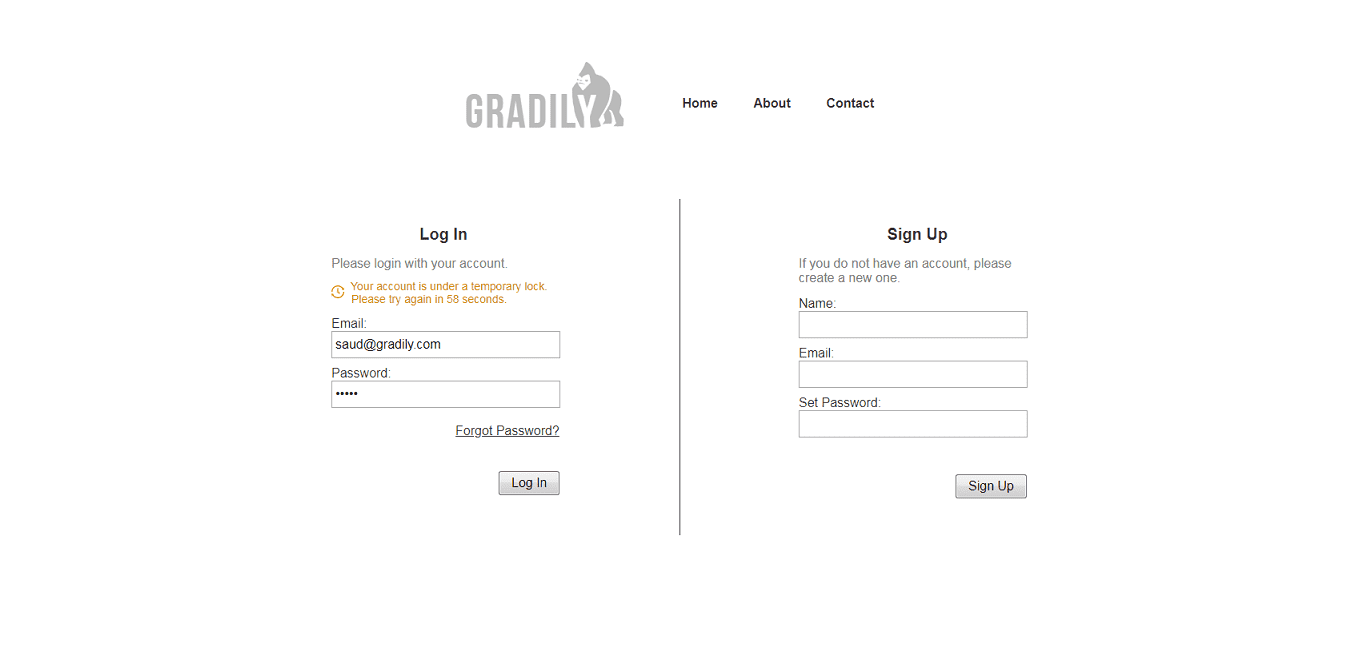 GRADILY
Home About Contact
Log In
Please login with your account.
Your account is under a temporary lock.
Please try again in 58 seconds.
Email:
saud@gradily.com
Password:
•••••
Forgot Password?
Log In
Sign Up
If you do not have an account, please
create a new one.
Name:
Email:
Set Password:
Sign Up